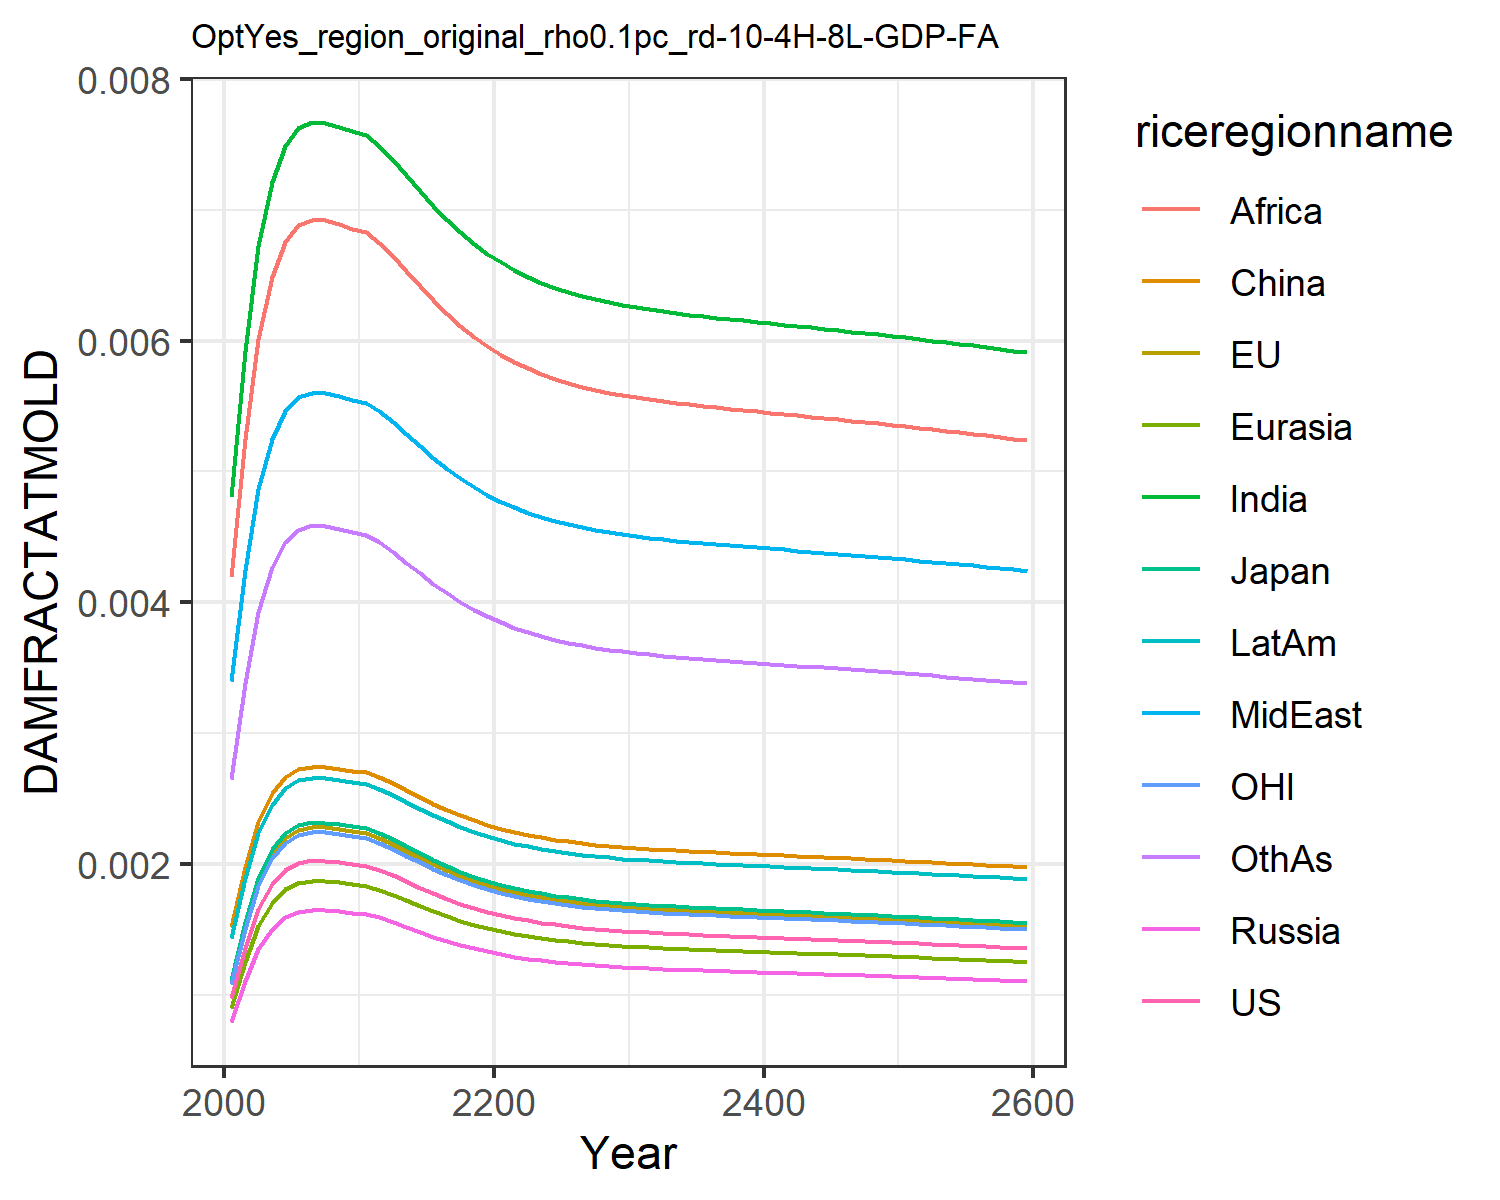 OptYes_region_original_rho0.1pc_rd-10-4H-8L-GDP-FA
0.008
0.006
0.004
0.002
DAMFRACTATMOLD
2000 2200 2400 2600
Year
riceregionname
Africa
China
EU
Eurasia
India
Japan
LatAm
MidEast
OHI
OthAs
Russia
US